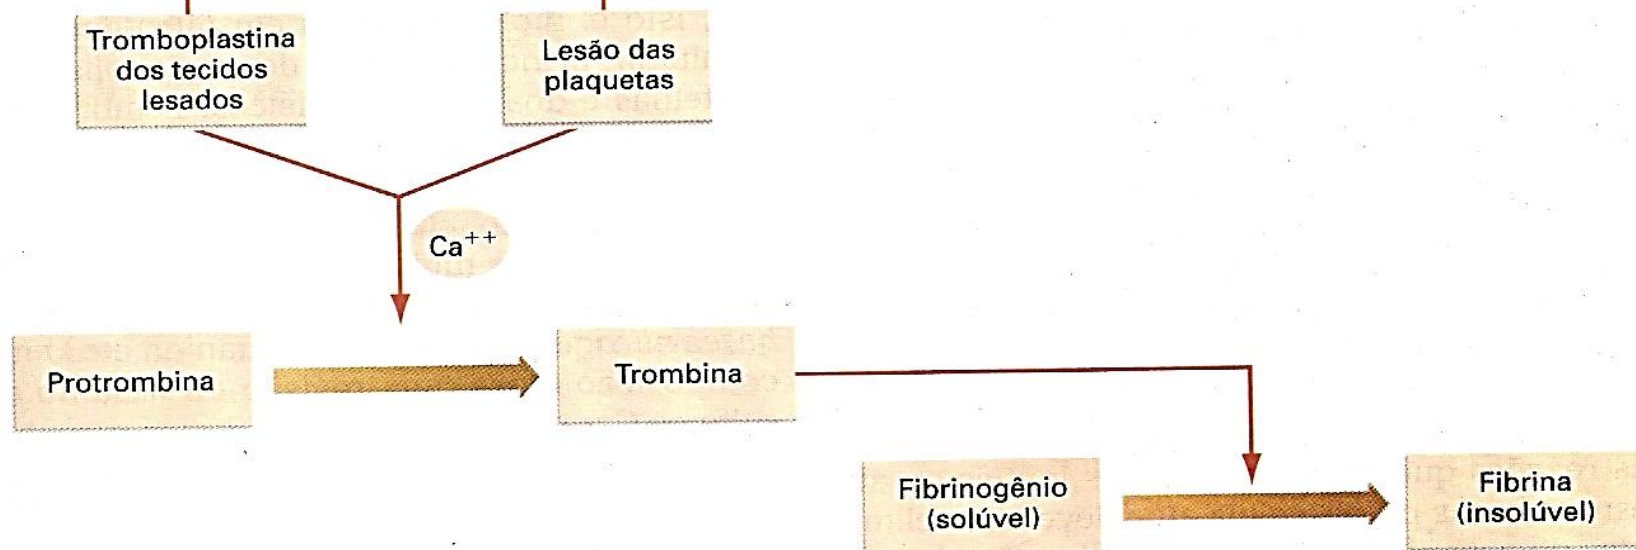 Tromboplastina
dos tecidos
lesados
Lesão das
plaquetas
Ca++
Protrombina
Trombina
Fibrinogênio
(solúvel)
Fibrina
(insolúvel)